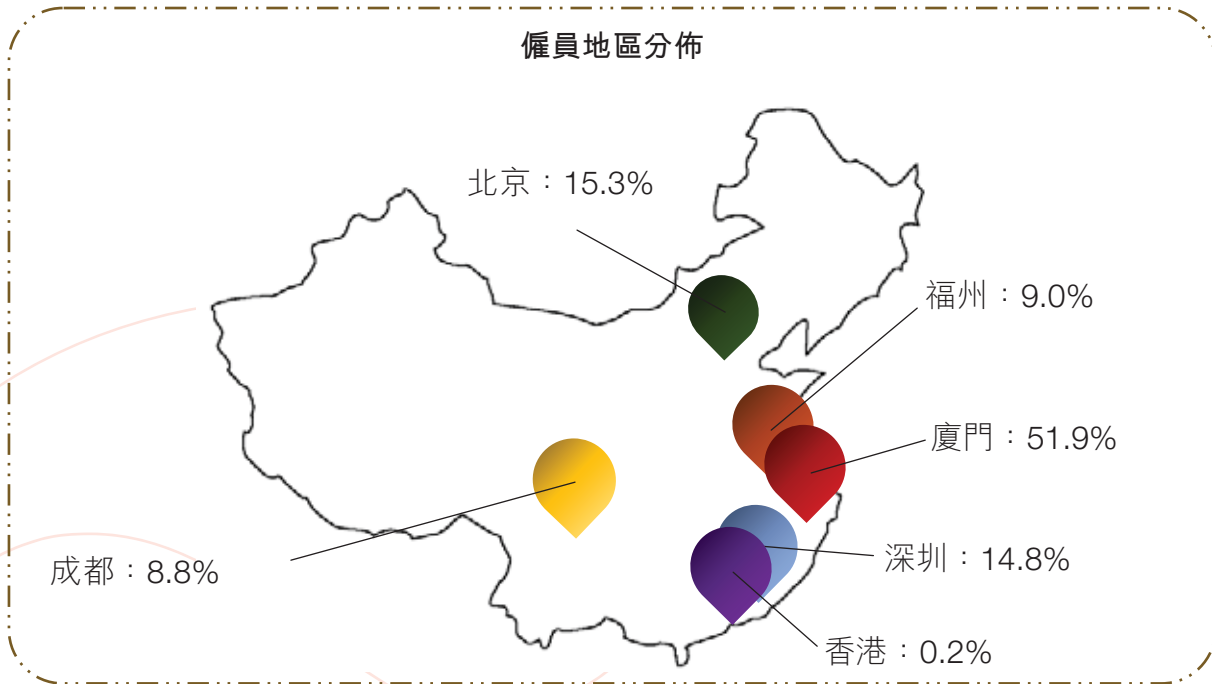 僱員地區分佈
北京：15.3%
福州：9.0%
廈門：51.9%
成都：8.8%
深圳：14.8%
香港：0.2%